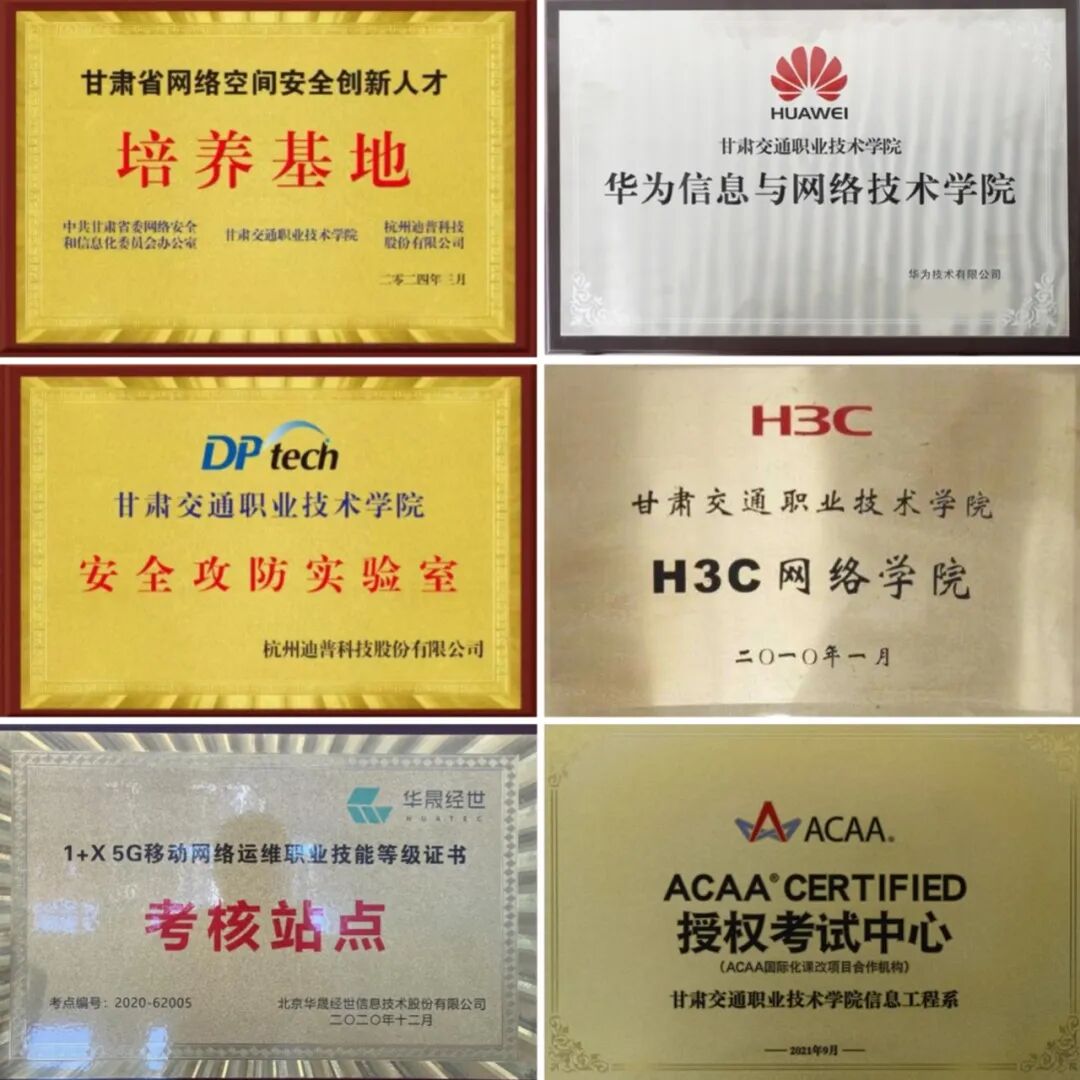 甘肃省网络空间安全创新人才
培养基地
中共甘肃省委网络安全
和信息化委员会办公室
甘肃交通职业技术学院
杭州迪普科技
股份有限公司
二零二四年三月
HUAWEI
甘肃交通职业技术学院
华为信息与网络技术学院
华为技术有限公司
DPtech
甘肃交通职业技术学院
安全攻防实验室
杭州迪普科技股份有限公司
H3C
甘肃交通职业技术学院
H3C网络学院
二〇一〇年一月
华晟经世
HUATEC
1+X 5G移动网络运维职业技能等级证书
考核站点
考点编号：2020-62005
北京华晟经世信息技术股份有限公司
二〇二〇年十二月
ACAA®
ACAA® CERTIFIED
授权考试中心
（ACAA国际化课改项目合作机构）
甘肃交通职业技术学院信息工程系
2021年9月